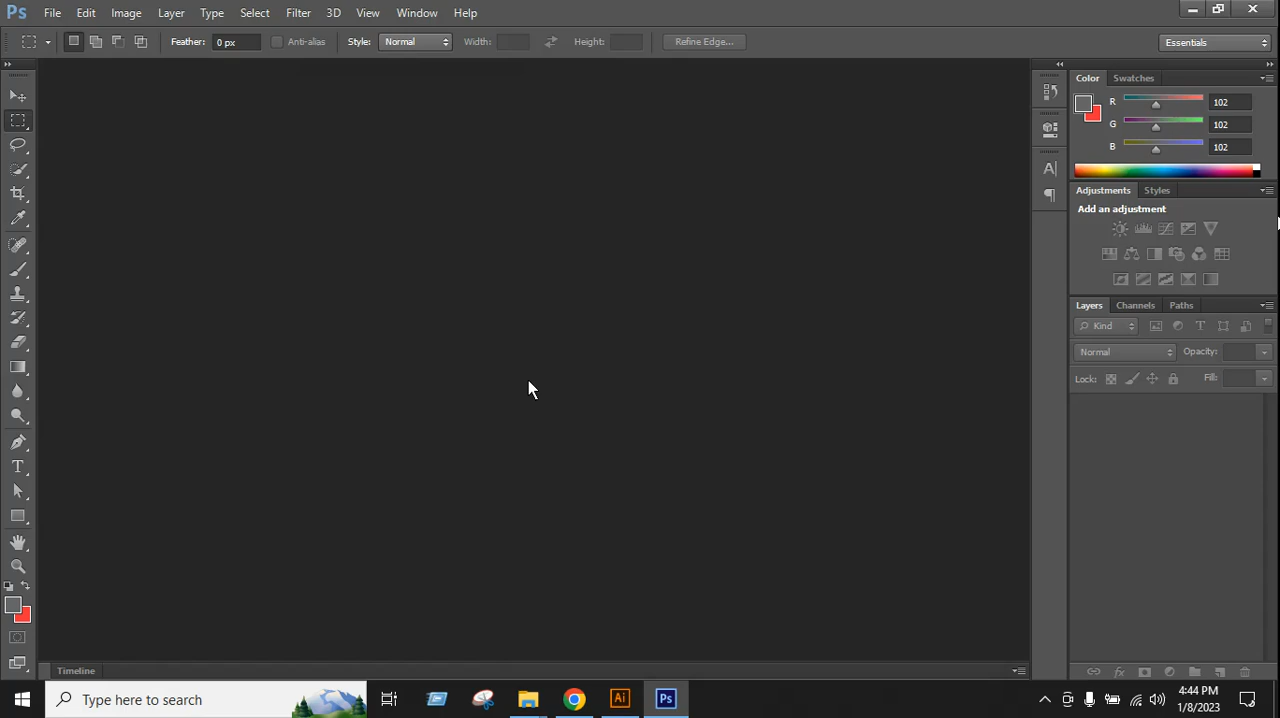 Ps File Edit Image Layer Type Select Filter 3D View Window Help
Feather: 0 px Anti-alias Style: Normal Width: Height: Refine Edge... Essentials
Color Swatches
R 102
G 102
B 102
Adjustments Styles
Add an adjustment
Layers Channels Paths
Kind
Normal Opacity:
Lock: Fill:
Timeline
Type here to search
Ai Ps
4:44 PM
1/8/2023